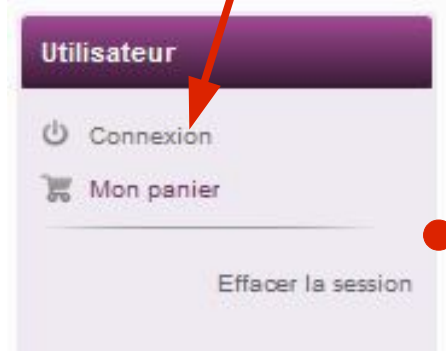 Utilisateur
Connexion
Mon panier
Effacer la session